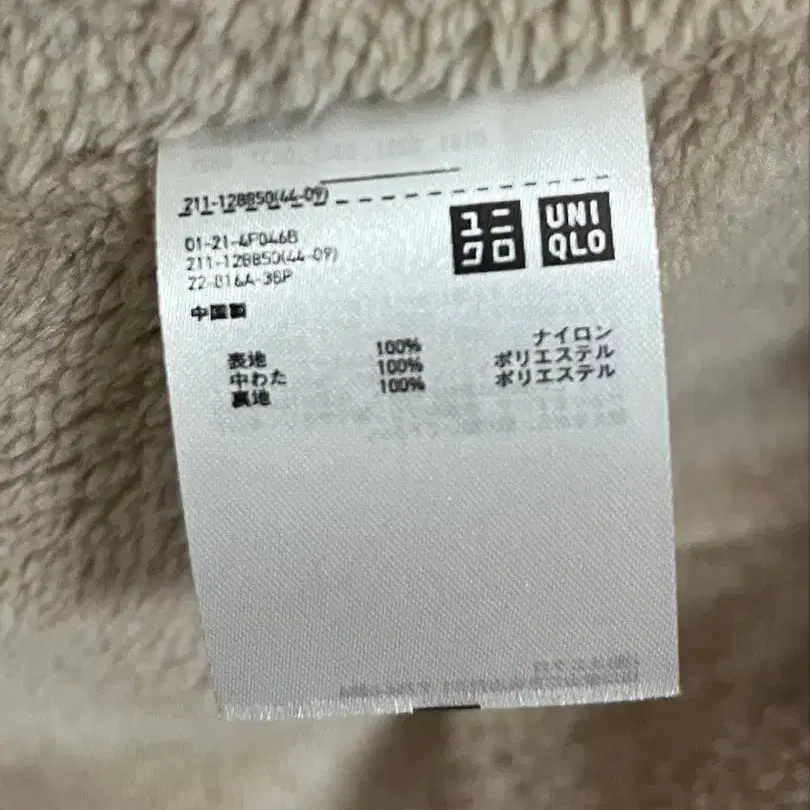 211-128850(44-09)
ユニ
クロ
UNI
QLO
01-21-4F046B
211-128850(44-09)
22-016A-38P
中国製
表地 100% ナイロン
中わた 100% ポリエステル
裏地 100% ポリエステル